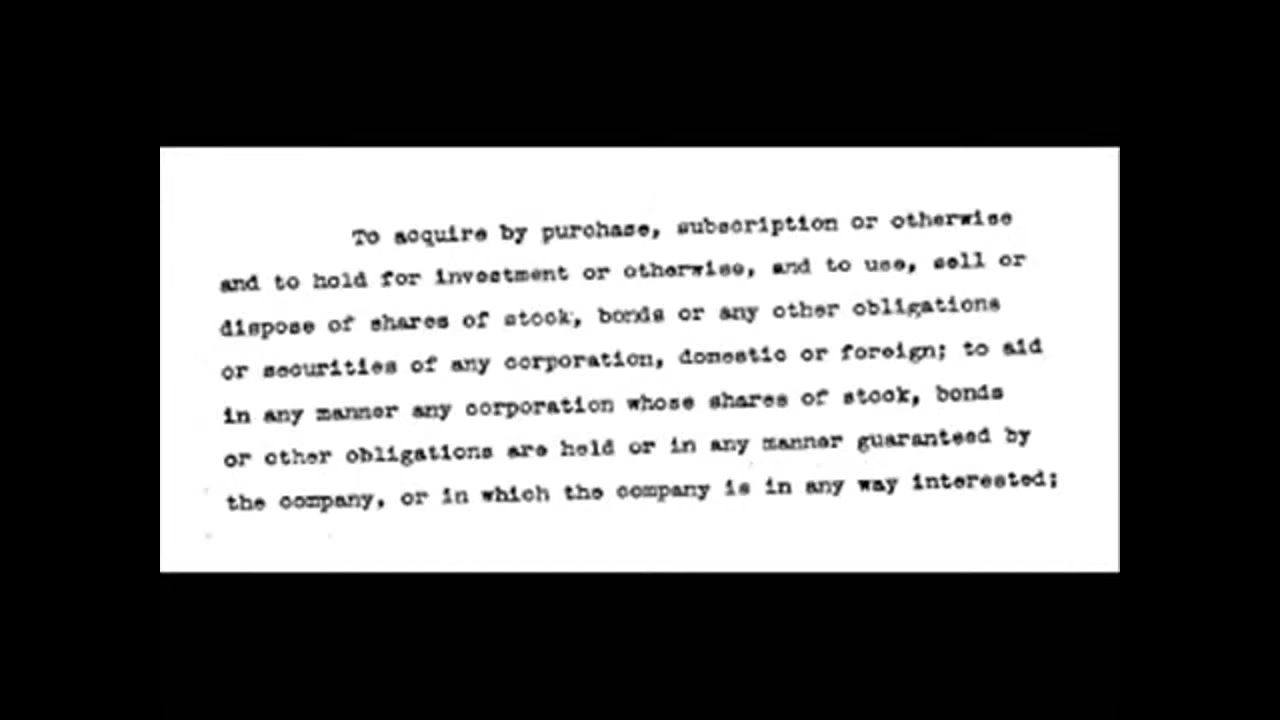 To acquire by purchase, subscription or otherwise
and to hold for investment or otherwise, and to use, sell or
dispose of shares of stock, bonds or any other obligations
or securities of any corporation, domestic or foreign; to aid
in any manner any corporation whose shares of stock, bonds
or other obligations are held or in any manner guaranteed by
the company, or in which the company is in any way interested;